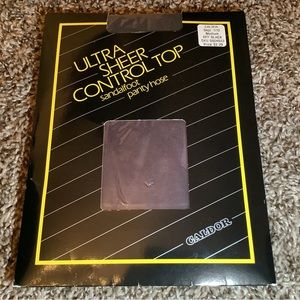 ULTRA
SHEER
CONTROL TOP
sandalfoot
panty hose
CALDOR